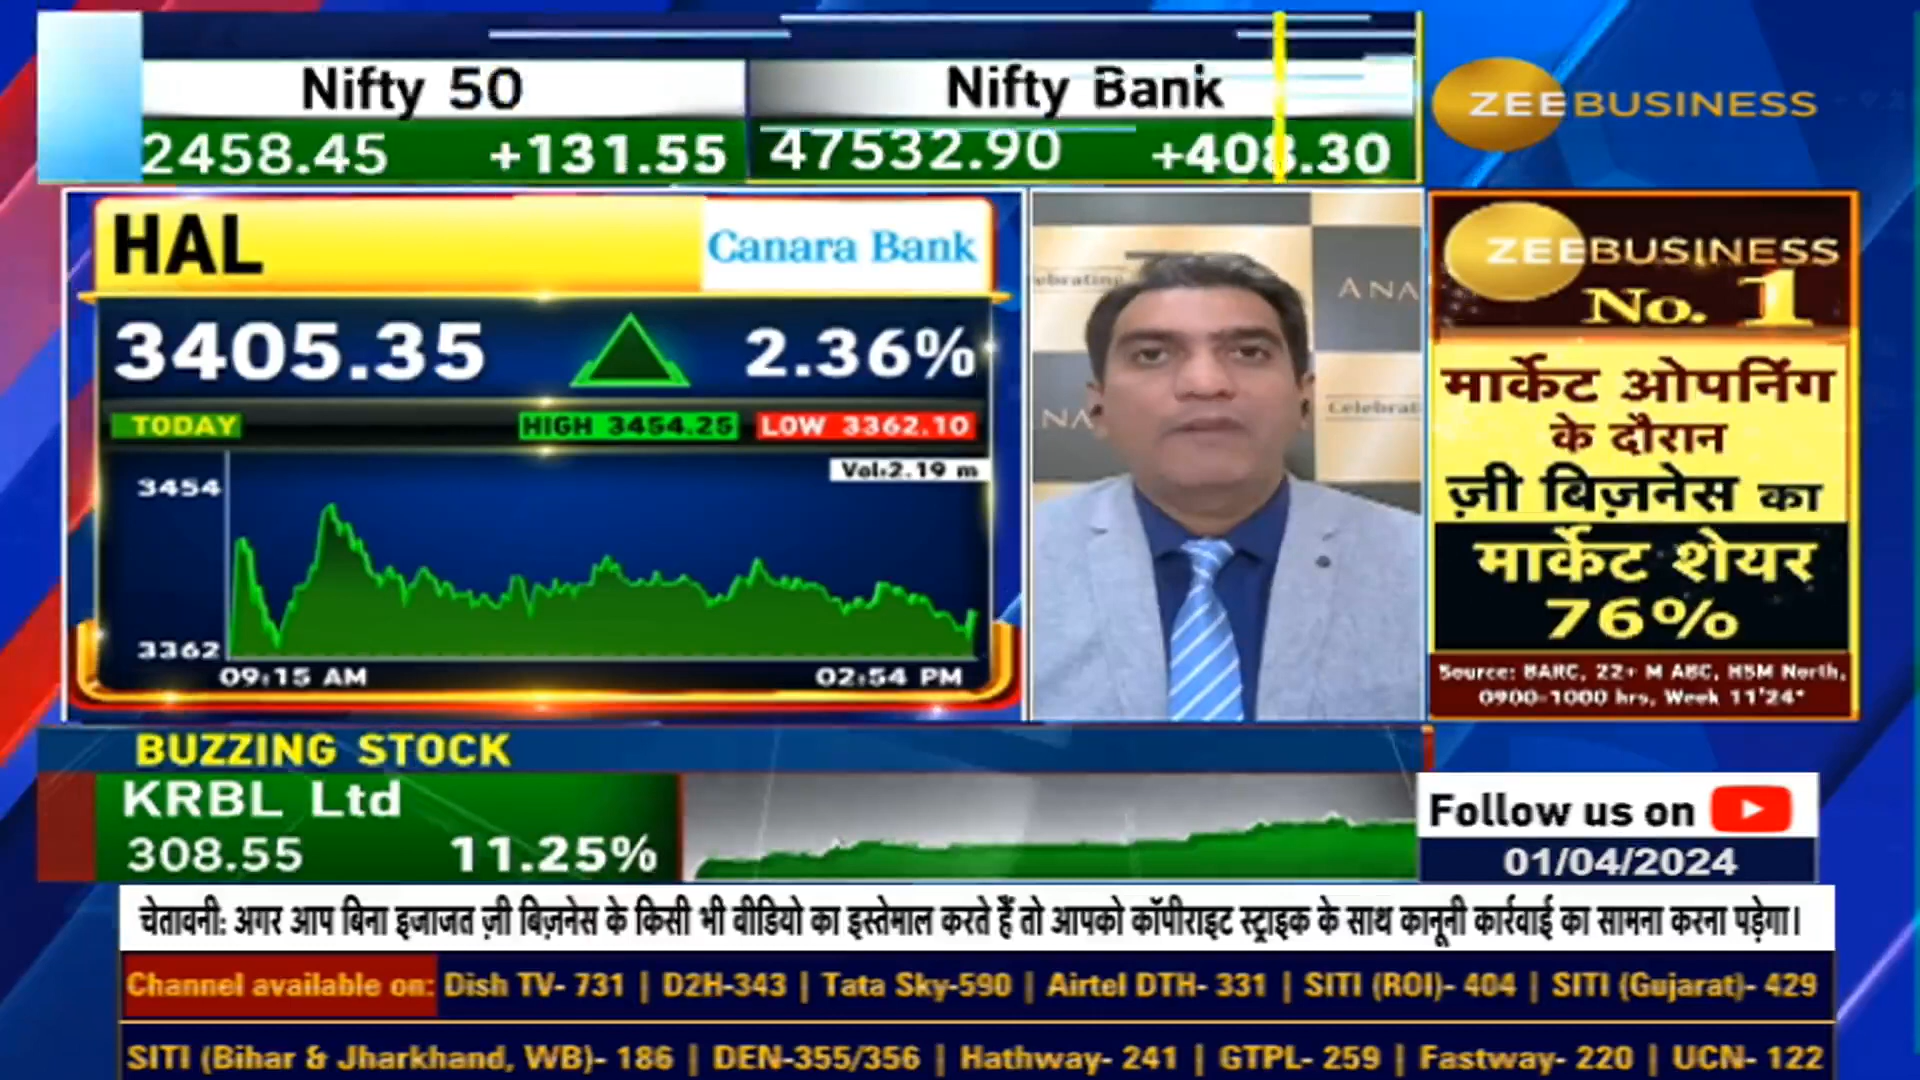 Nifty 50
Nifty Bank
2458.45 +131.55
47532.90 +408.30
ZEEBUSINESS
HAL
Canara Bank
3405.35 2.36%
TODAY HIGH 3454.25 LOW 3362.10
Vol:2.19 m
3454
3362
09:15 AM 02:54 PM
Celebrating
ANA
NA
Celebrat
ZEEBUSINESS
No. 1
मार्केट ओपनिंग
के दौरान
ज़ी बिज़नेस का
मार्केट शेयर
76%
Source: BARC, 22+ M ABC, HSM North,
0900-1000 hrs, Week 11'24*
BUZZING STOCK
KRBL Ltd
308.55 11.25%
Follow us on
01/04/2024
चेतावनी: अगर आप बिना इजाजत ज़ी बिज़नेस के किसी भी वीडियो का इस्तेमाल करते हैं तो आपको कॉपीराइट स्ट्राइक के साथ कानूनी कार्रवाई का सामना करना पड़ेगा।
Channel available on: Dish TV- 731 | D2H-343 | Tata Sky-590 | Airtel DTH- 331 | SITI (ROI)- 404 | SITI (Gujarat)- 429
SITI (Bihar & Jharkhand, WB)- 186 | DEN-355/356 | Hathway- 241 | GTPL- 259 | Fastway- 220 | UCN- 122